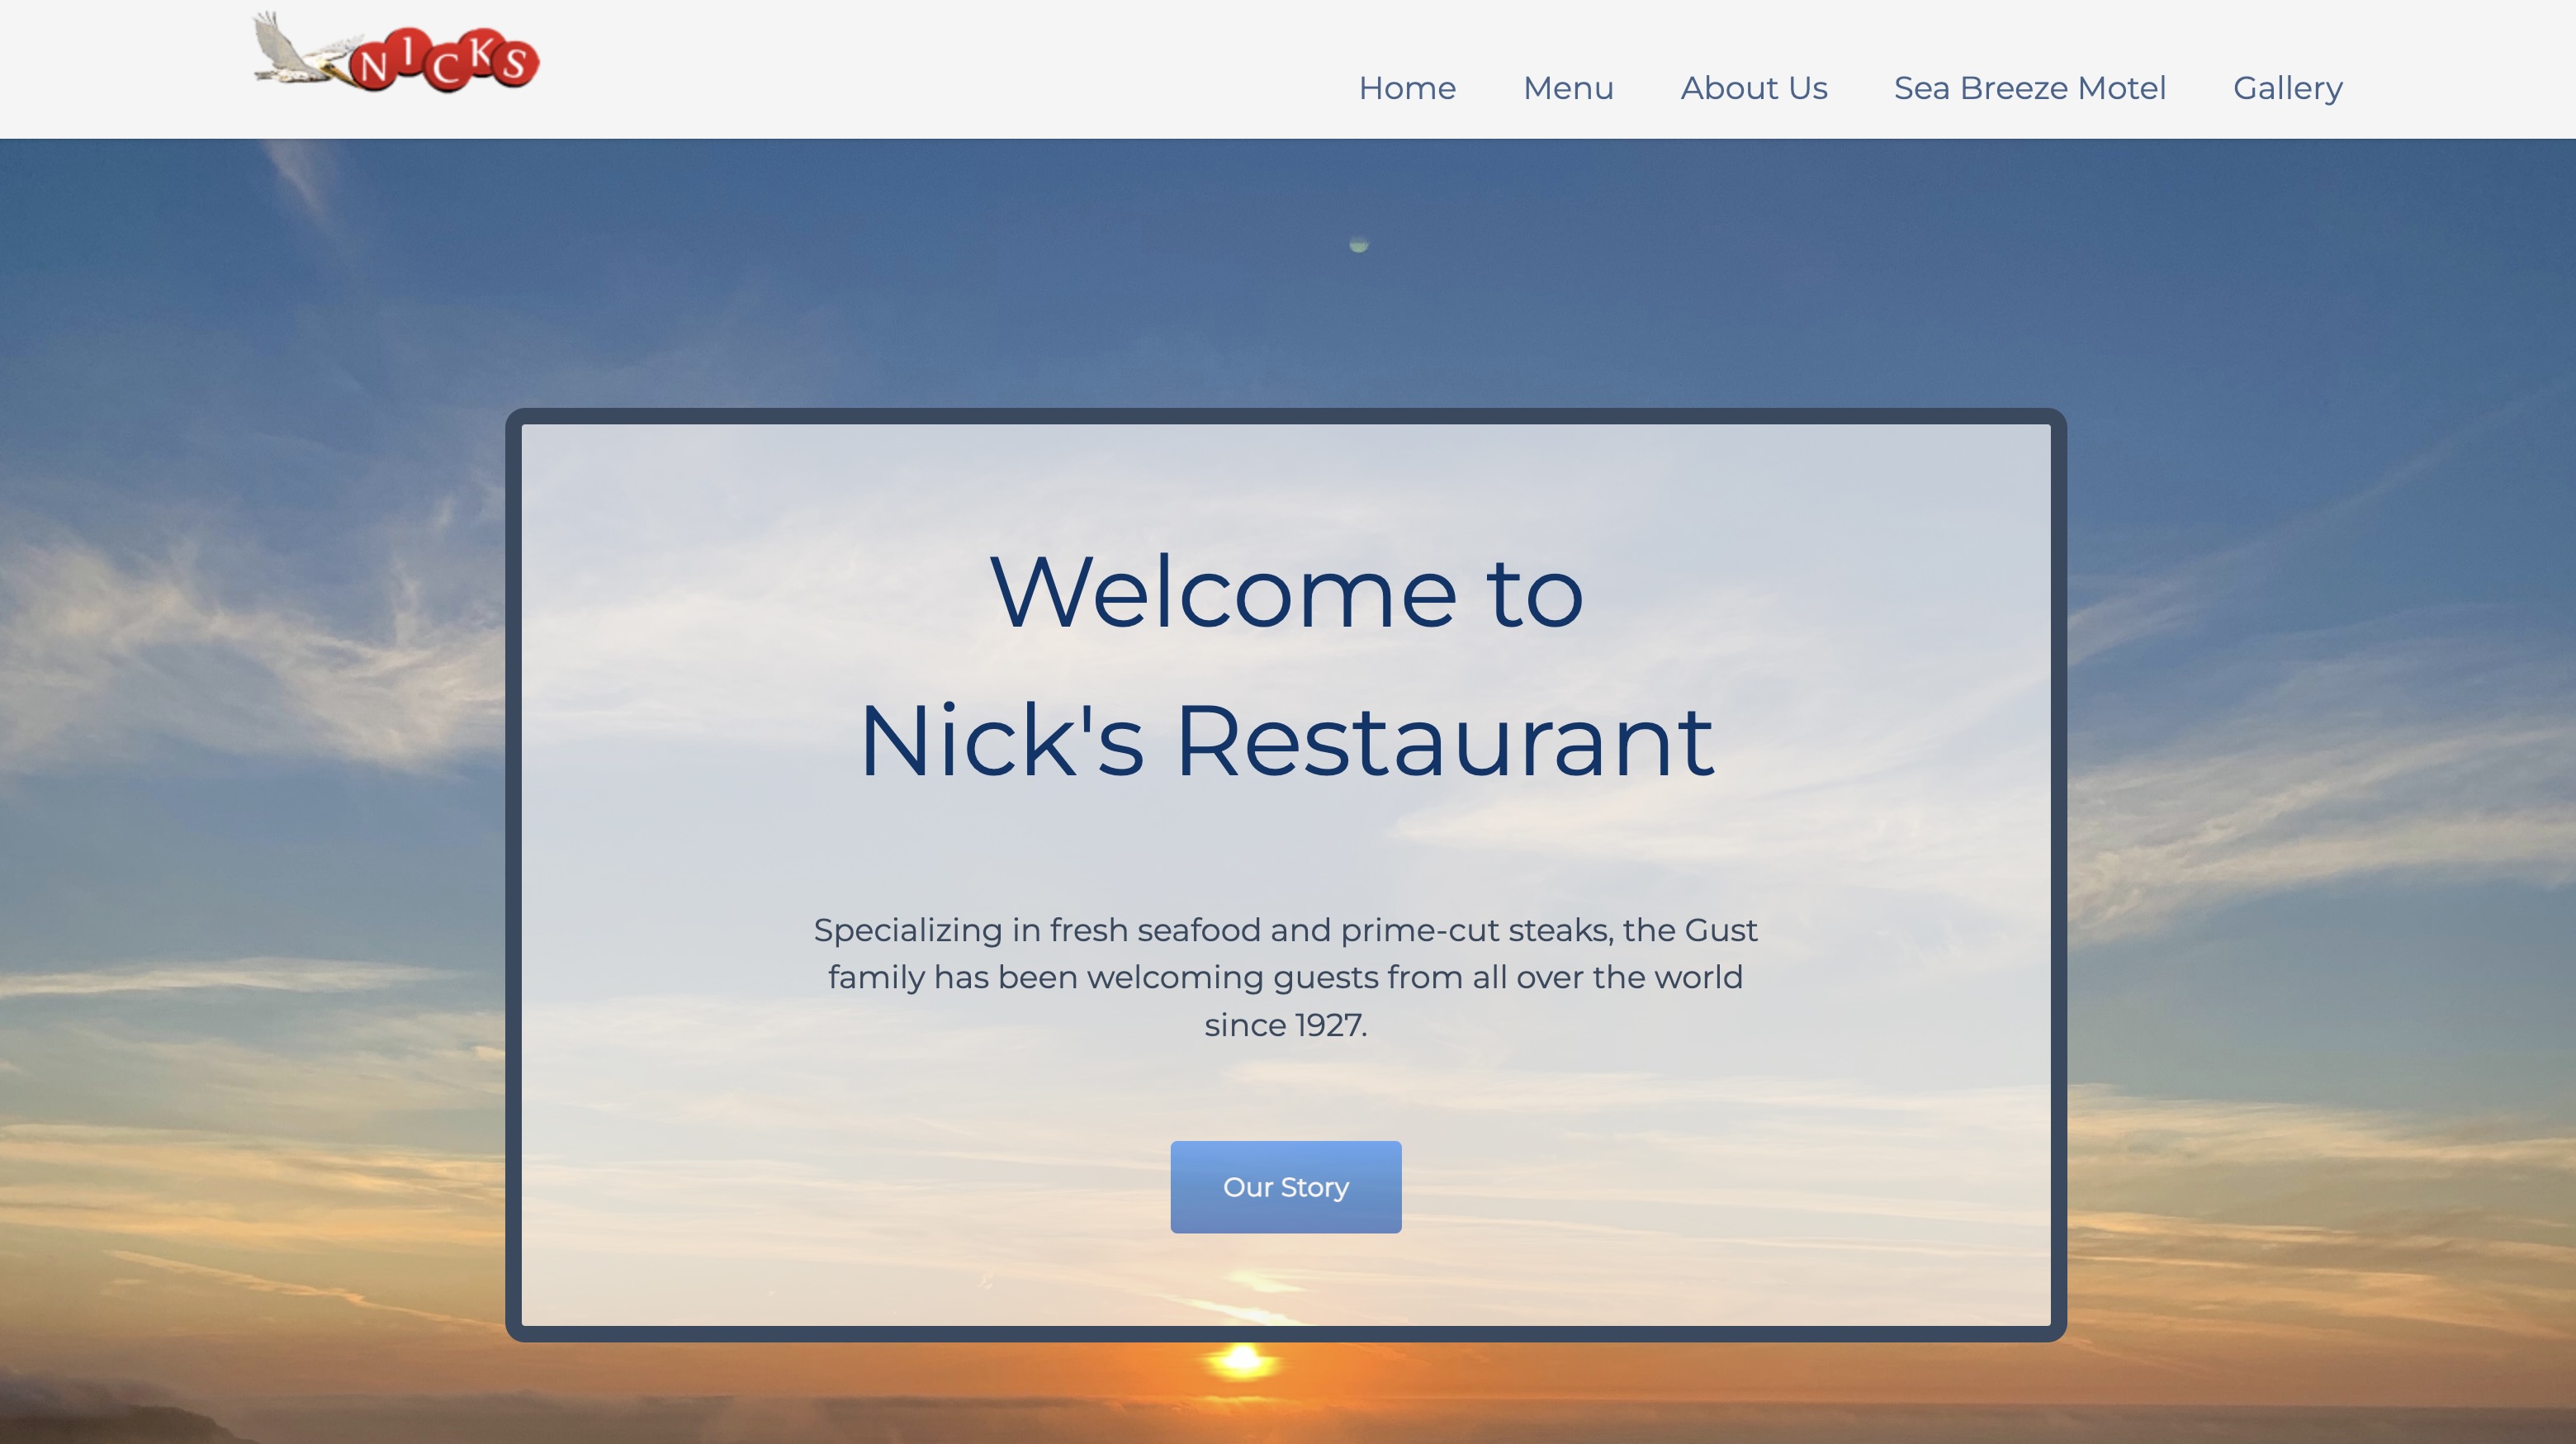 NICKS
Home Menu About Us Sea Breeze Motel Gallery
Welcome to
Nick's Restaurant
Specializing in fresh seafood and prime-cut steaks, the Gust
family has been welcoming guests from all over the world
since 1927.
Our Story